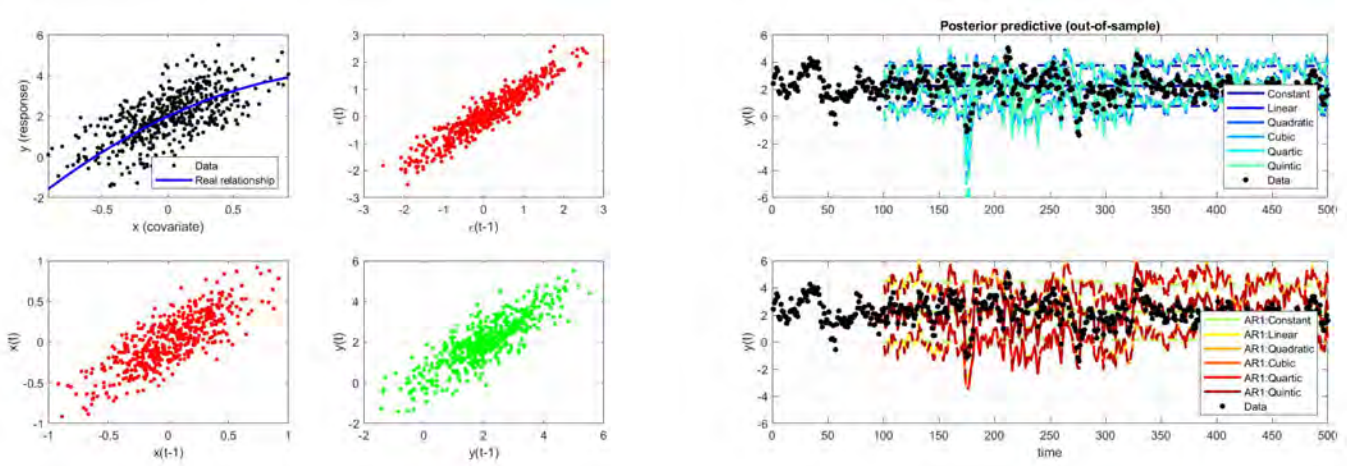 6
4
2
0
-2
y (response)
-0.5
0
0.5
x (covariate)
Data
Real relationship
3
2
1
0
-1
-2
-3
ϵ(t)
-3
-2
-1
0
1
2
3
ϵ(t-1)
Posterior predictive (out-of-sample)
6
4
2
0
-2
-4
-6
y(t)
0
50
100
150
200
250
300
350
400
450
500
Constant
Linear
Quadratic
Cubic
Quartic
Quintic
Data
1
0.5
0
-0.5
-1
x(t)
-1
-0.5
0
0.5
1
x(t-1)
6
4
2
0
-2
y(t)
-2
0
2
4
6
y(t-1)
6
4
2
0
-2
-4
-6
y(t)
0
50
100
150
200
250
300
350
400
450
500
time
AR1:Constant
AR1:Linear
AR1:Quadratic
AR1:Cubic
AR1:Quartic
AR1:Quintic
Data